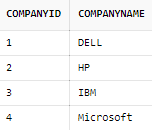 COMPANYID COMPANYNAME
1 DELL
2 HP
3 IBM
4 Microsoft